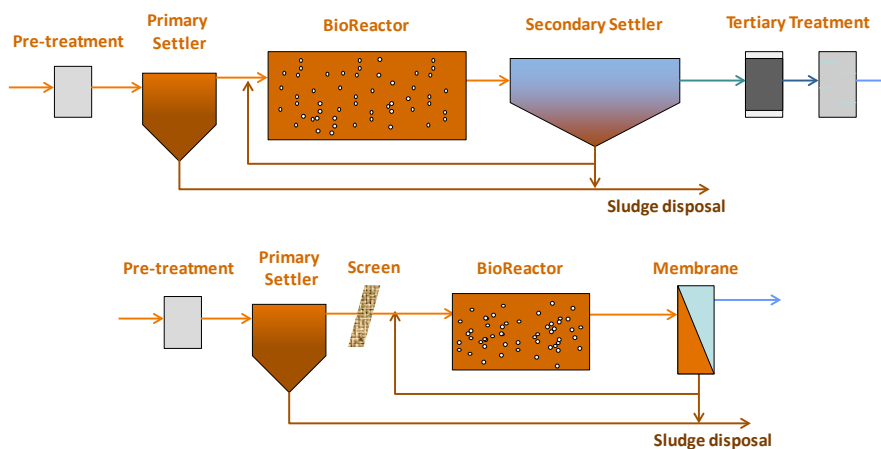 Pre-treatment
Primary
Settler
BioReactor
Secondary Settler
Tertiary Treatment
Sludge disposal
Pre-treatment
Primary
Settler
Screen
BioReactor
Membrane
Sludge disposal